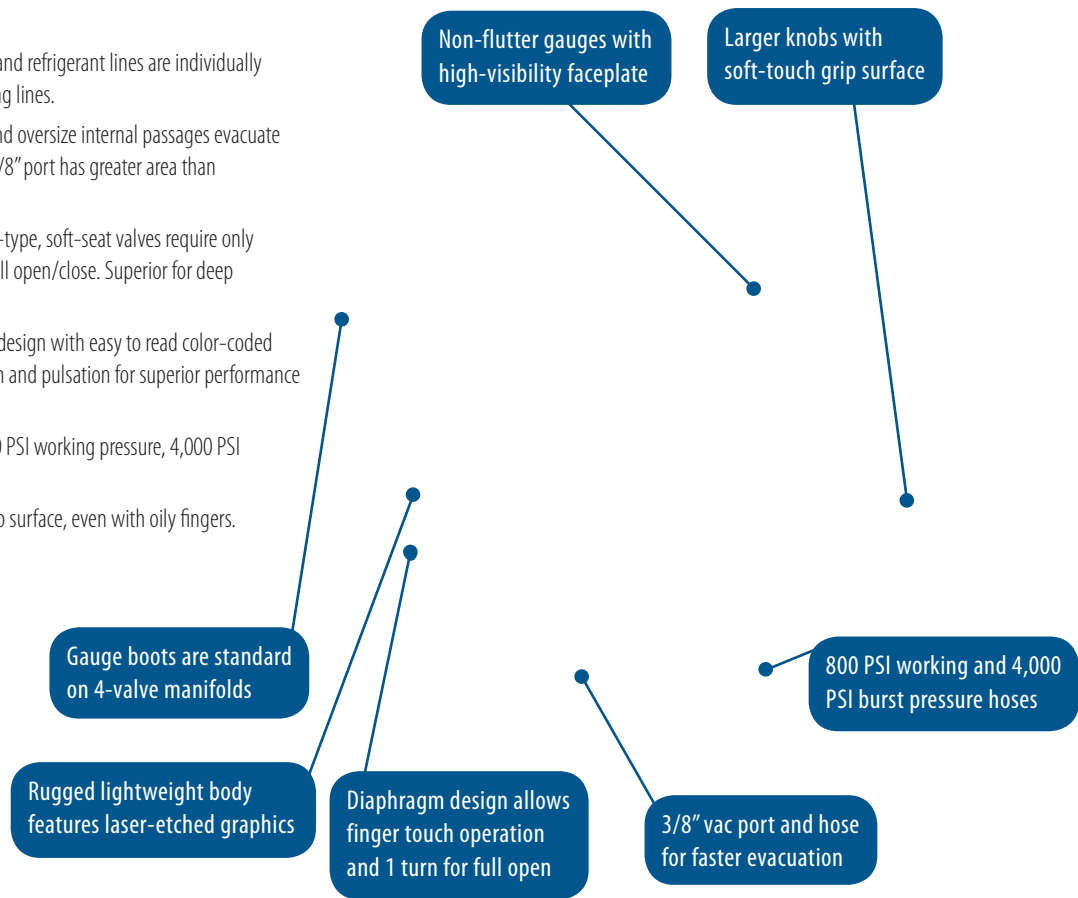 and refrigerant lines are individually
g lines.
nd oversize internal passages evacuate
/8” port has greater area than
-type, soft-seat valves require only
ll open/close. Superior for deep
design with easy to read color-coded
n and pulsation for superior performance
0 PSI working pressure, 4,000 PSI
p surface, even with oily fingers.
Non-flutter gauges with
high-visibility faceplate
Larger knobs with
soft-touch grip surface
Gauge boots are standard
on 4-valve manifolds
800 PSI working and 4,000
PSI burst pressure hoses
Rugged lightweight body
features laser-etched graphics
Diaphragm design allows
finger touch operation
and 1 turn for full open
3/8” vac port and hose
for faster evacuation